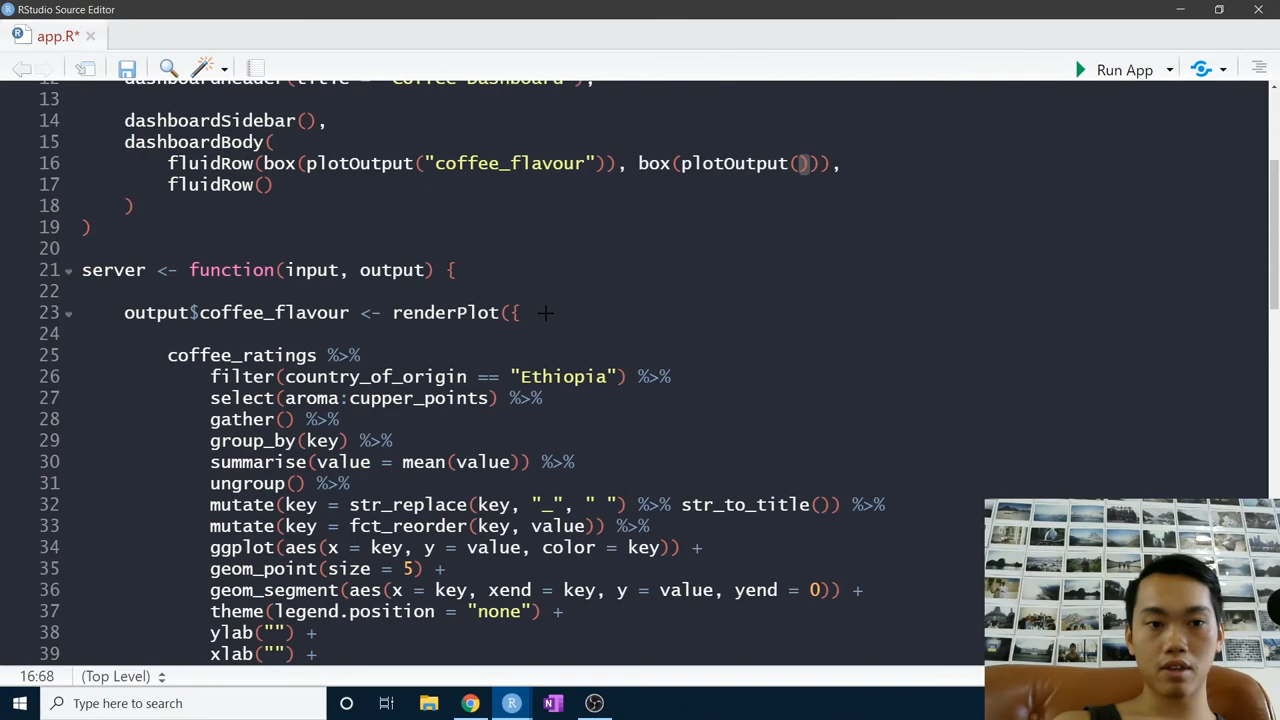 RStudio Source Editor
app.R*
Run App
12 dashboardHeader(title = "Coffee Dashboard"),
13
14 dashboardSidebar(),
15 dashboardBody(
16 fluidRow(box(plotOutput("coffee_flavour")), box(plotOutput())),
17 fluidRow()
18 )
19 )
20
21 server <- function(input, output) {
22
23 output$coffee_flavour <- renderPlot({
24
25 coffee_ratings %>%
26 filter(country_of_origin == "Ethiopia") %>%
27 select(aroma:cupper_points) %>%
28 gather() %>%
29 group_by(key) %>%
30 summarise(value = mean(value)) %>%
31 ungroup() %>%
32 mutate(key = str_replace(key, "_", " ") %>% str_to_title()) %>%
33 mutate(key = fct_reorder(key, value)) %>%
34 ggplot(aes(x = key, y = value, color = key)) +
35 geom_point(size = 5) +
36 geom_segment(aes(x = key, xend = key, y = value, yend = 0)) +
37 theme(legend.position = "none") +
38 ylab("") +
39 xlab("") +
16:68 (Top Level)
Type here to search